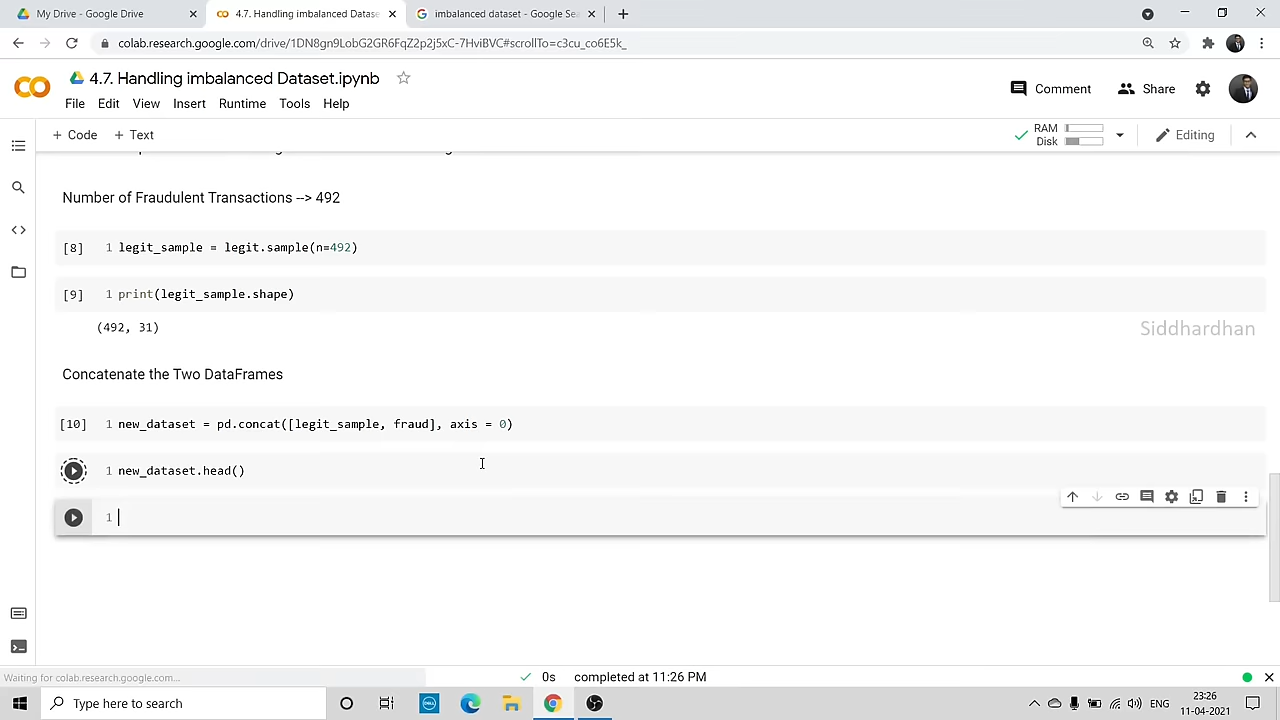 My Drive - Google Drive
4.7. Handling imbalanced Datase
imbalanced dataset - Google Sea
colab.research.google.com/drive/1DN8gn9LobG2GR6FqZ2p2j5xC-7HviBVC#scrollTo=c3cu_co6E5k_
4.7. Handling imbalanced Dataset.ipynb
File Edit View Insert Runtime Tools Help
Comment
Share
+ Code + Text
RAM
Disk
Editing
Number of Fraudulent Transactions --> 492
[8] 1 legit_sample = legit.sample(n=492)
[9] 1 print(legit_sample.shape)
(492, 31)
Siddhardhan
Concatenate the Two DataFrames
[10] 1 new_dataset = pd.concat([legit_sample, fraud], axis = 0)
1 new_dataset.head()
1
Waiting for colab.research.google.com...
0s completed at 11:26 PM
Type here to search
DELL
ENG
23:26
11-04-2021